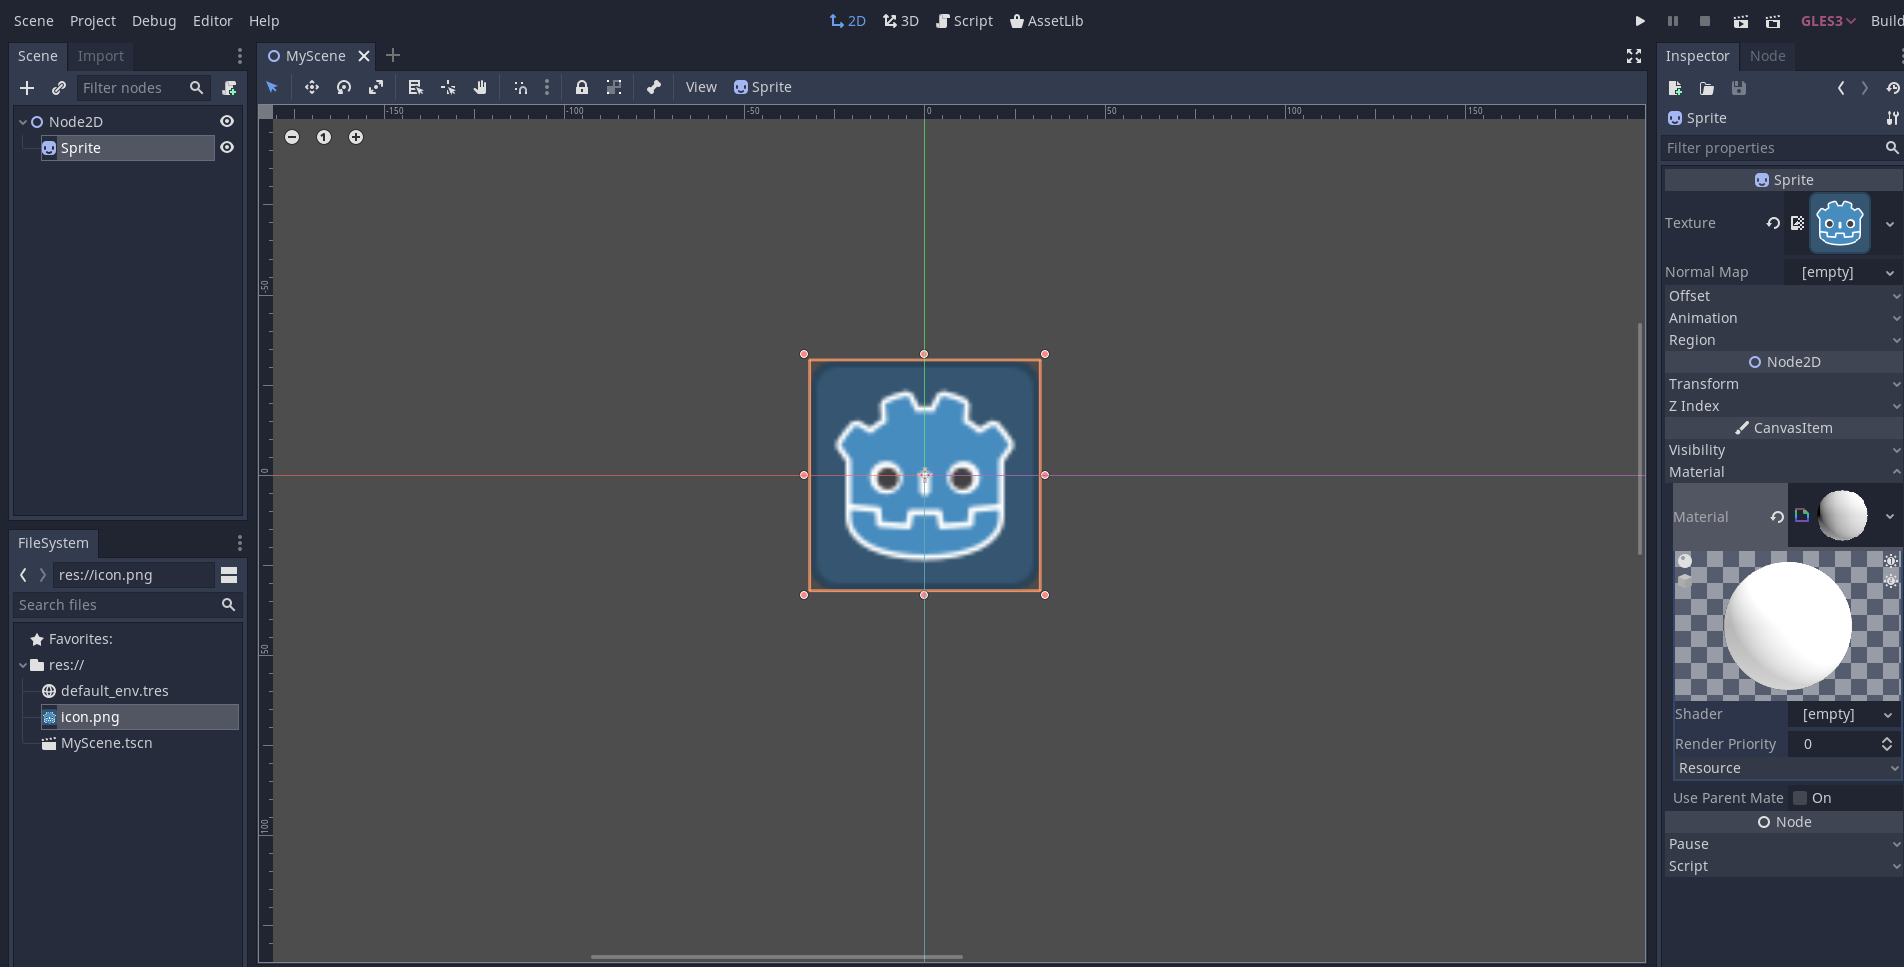 Scene Project Debug Editor Help 2D 3D Script AssetLib GLES3 Build
Scene Import
Filter nodes
Node2D
Sprite
FileSystem
res://icon.png
Search files
Favorites:
res://
default_env.tres
icon.png
MyScene.tscn
MyScene
View Sprite
-150 -100 -50 0 50 100 150
1
-50
0
50
100
Inspector Node
Sprite
Filter properties
Sprite
Texture
Normal Map [empty]
Offset
Animation
Region
Node2D
Transform
Z Index
CanvasItem
Visibility
Material
Material
Shader [empty]
Render Priority 0
Resource
Use Parent Mate On
Node
Pause
Script